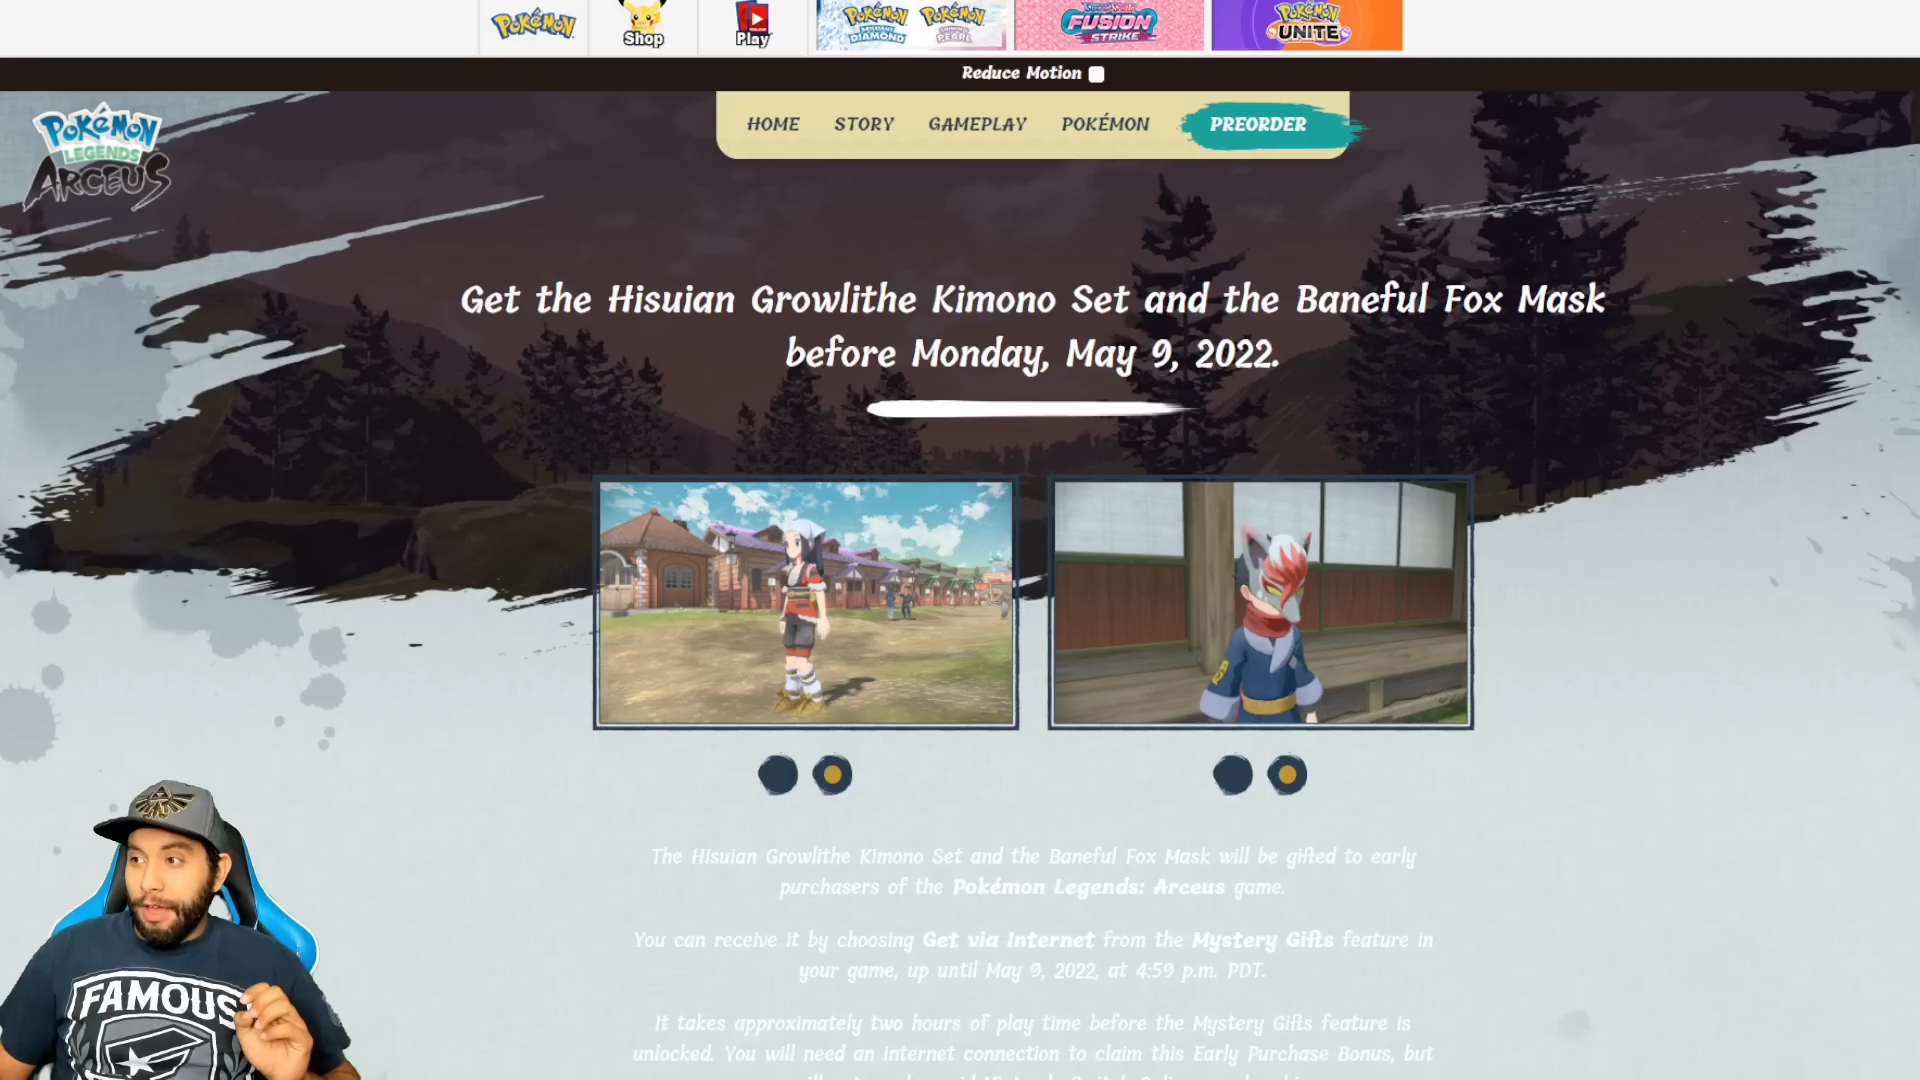 Pokémon
Shop
Play
Pokémon
BRILLIANT
DIAMOND
Pokémon
SHINING
PEARL
FUSION
STRIKE
Pokémon
UNITE
Reduce Motion
POKéMON
LEGENDS
ARCEUS
HOME
STORY
GAMEPLAY
POKÉMON
PREORDER
Get the Hisuian Growlithe Kimono Set and the Baneful Fox Mask
before Monday, May 9, 2022.
The Hisuian Growlithe Kimono Set and the Baneful Fox Mask will be gifted to early
purchasers of the Pokémon Legends: Arceus game.
You can receive it by choosing Get via Internet from the Mystery Gifts feature in
your game, up until May 9, 2022, at 4:59 p.m. PDT.
It takes approximately two hours of play time before the Mystery Gifts feature is
unlocked. You will need an internet connection to claim this Early Purchase Bonus, but
FAMOUS